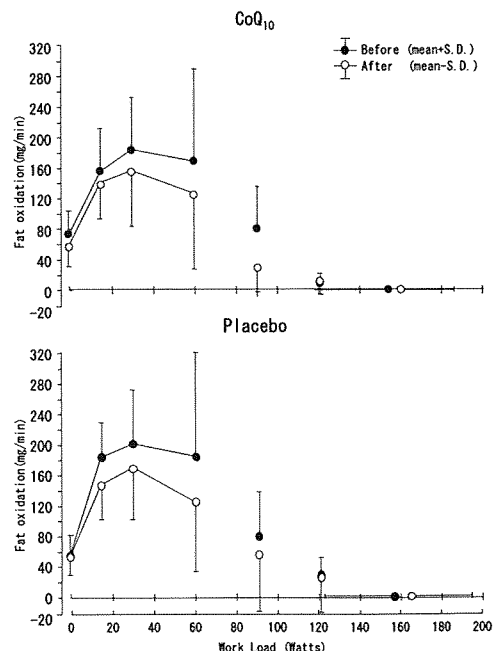 CoQ10
Before (mean+S.D.)
After (mean-S.D.)
Fat oxidation(mg/min)
320
280
240
200
160
120
80
40
0
-20
Placebo
Fat oxidation(mg/min)
320
280
240
200
160
120
80
40
0
-20
0 20 40 60 80 100 120 140 160 180 200
Work Load (Watts)